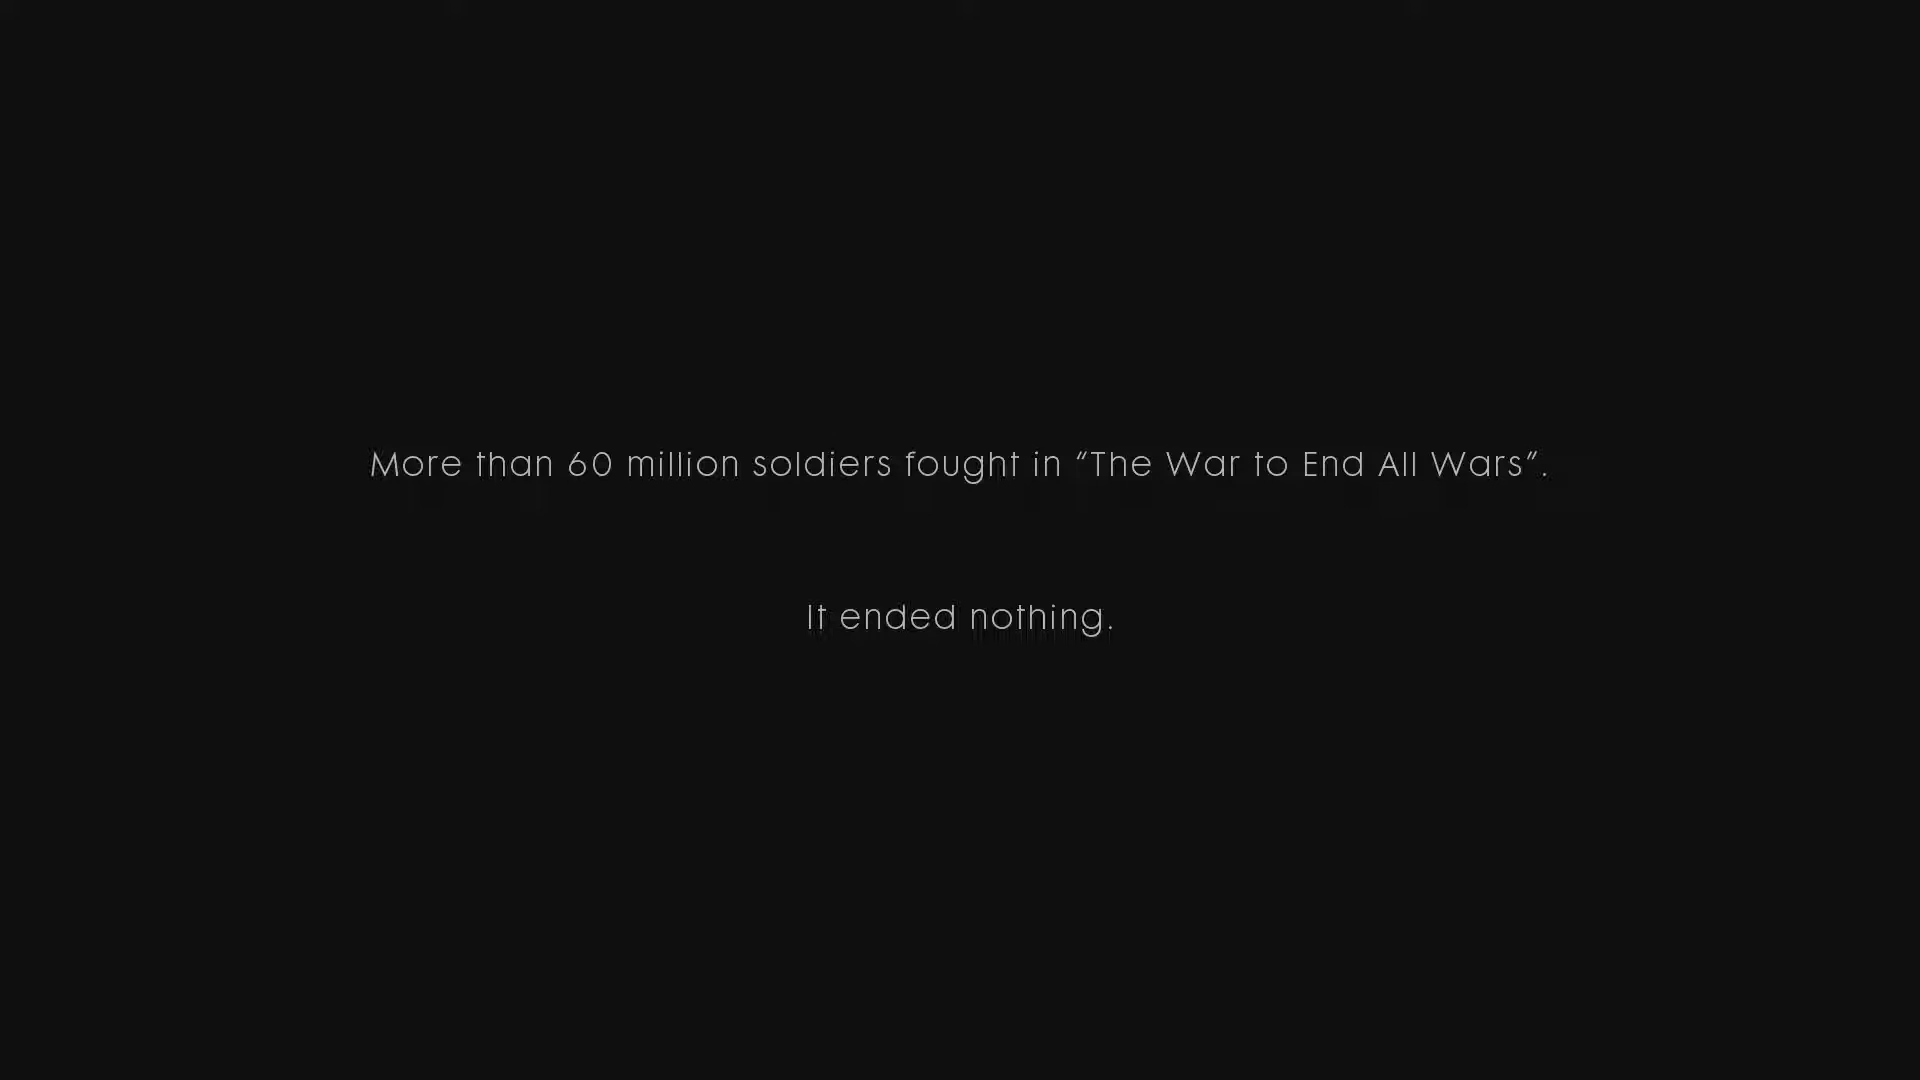 More than 60 million soldiers fought in “The War to End All Wars”.
It ended nothing.